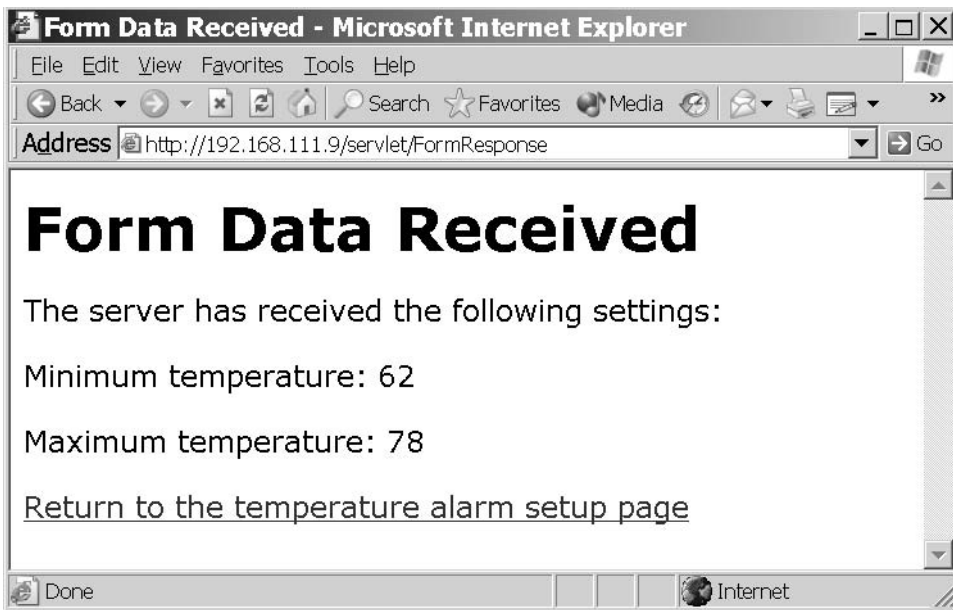 Form Data Received - Microsoft Internet Explorer
File Edit View Favorites Tools Help
Back Search Favorites Media »
Address http://192.168.111.9/servlet/FormResponse Go
Form Data Received
The server has received the following settings:
Minimum temperature: 62
Maximum temperature: 78
Return to the temperature alarm setup page
Done Internet